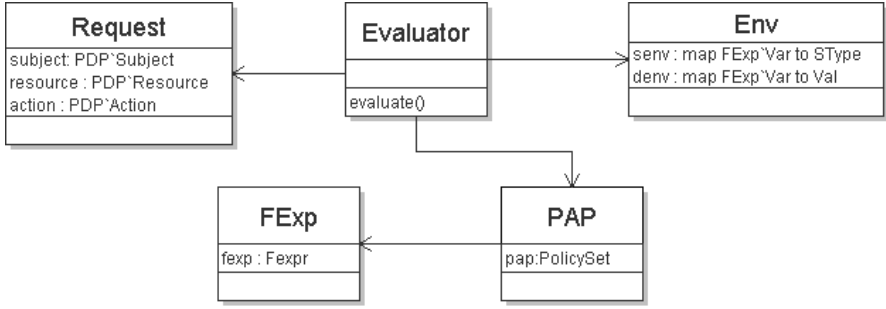 Request
subject: PDP`Subject
resource : PDP`Resource
action : PDP`Action
Evaluator
evaluate()
Env
senv : map FExp`Var to SType
denv : map FExp`Var to Val
FExp
fexp : Fexpr
PAP
pap:PolicySet